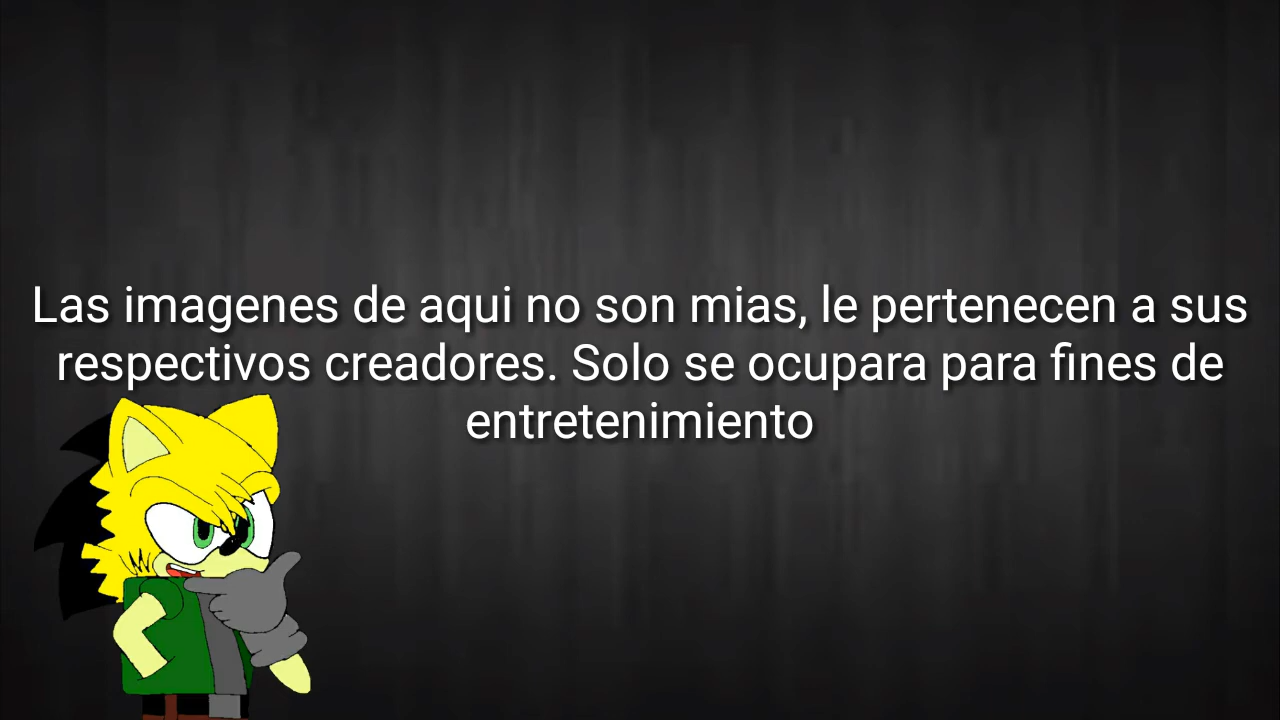 Las imagenes de aqui no son mias, le pertenecen a sus
respectivos creadores. Solo se ocupara para fines de
entretenimiento